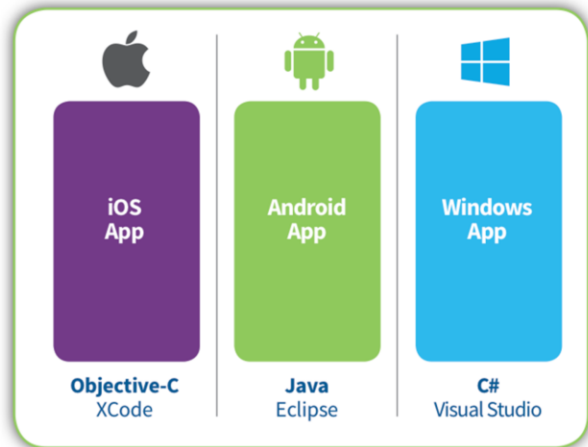 iOS
App
Android
App
Windows
App
Objective-C
XCode
Java
Eclipse
C#
Visual Studio